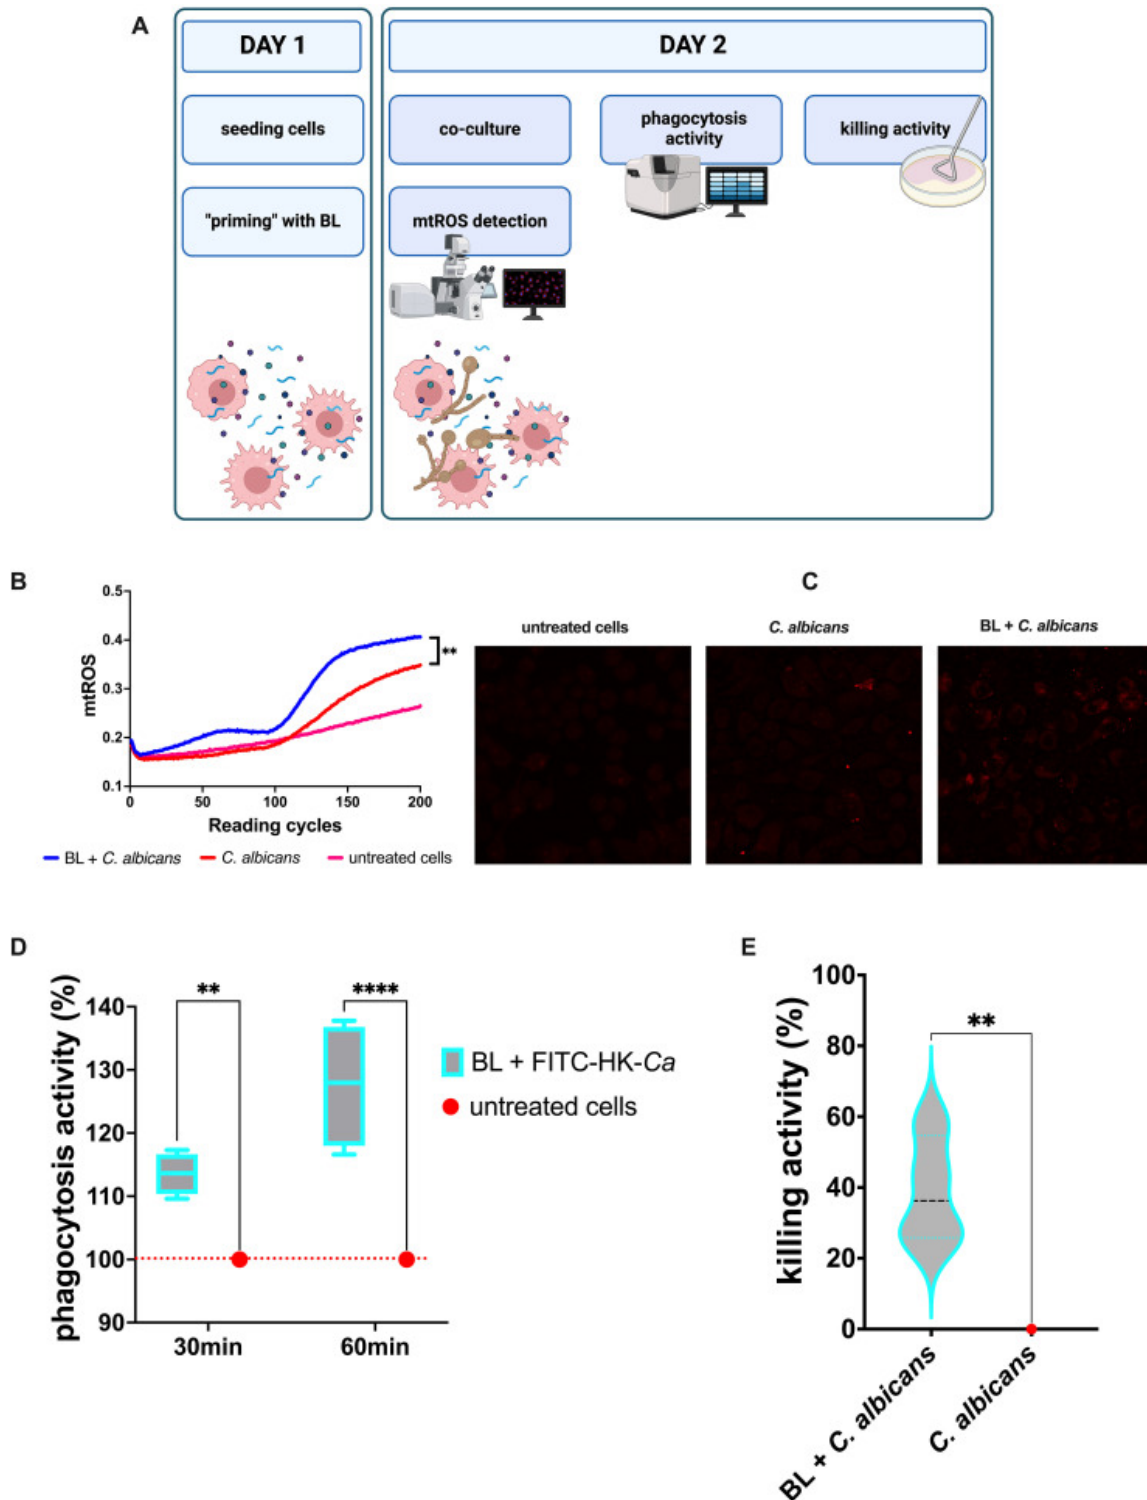 A
DAY 1
DAY 2
seeding cells
co-culture
phagocytosis
activity
killing activity
"priming" with BL
mtROS detection
B
C
0.5
0.4
0.3
0.2
0.1
mtROS
**
0
50
100
150
200
Reading cycles
BL + C. albicans
C. albicans
untreated cells
untreated cells
C. albicans
BL + C. albicans
D
phagocytosis activity (%)
140
130
120
110
100
90
**
****
30min
60min
BL + FITC-HK-Ca
untreated cells
E
killing activity (%)
100
80
60
40
20
0
**
BL + C. albicans
C. albicans